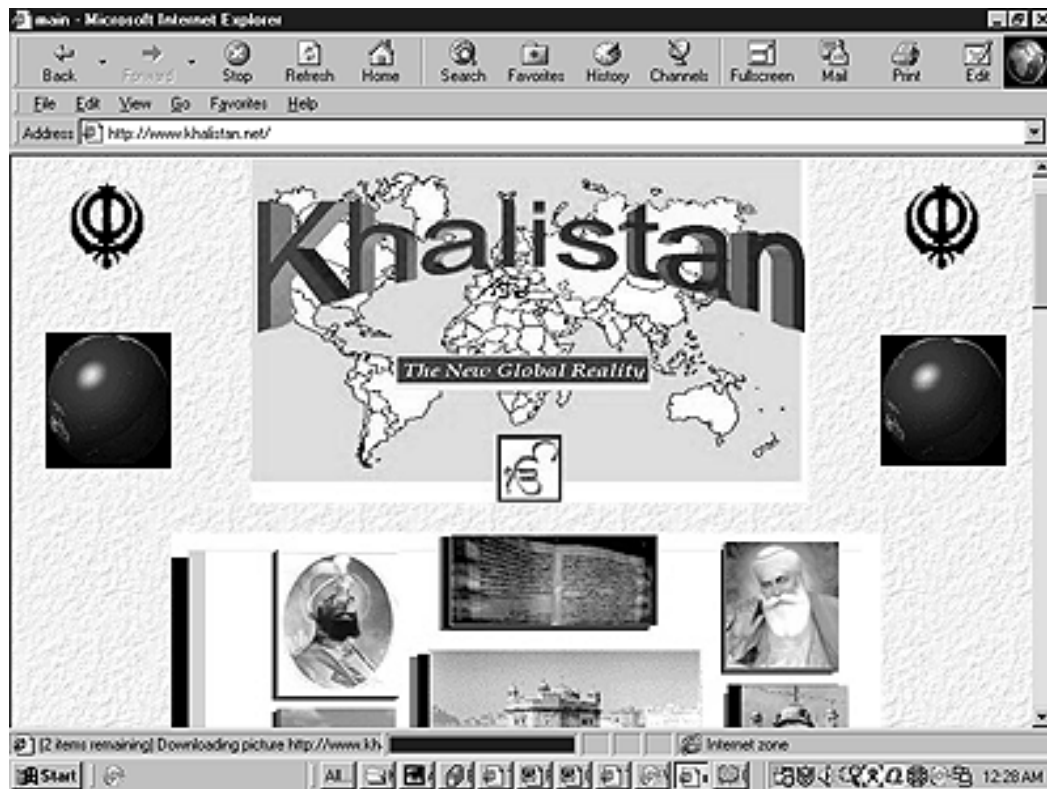 main - Microsoft Internet Explorer
Back Forward Stop Refresh Home Search Favorites History Channels Fullscreen Mail Print Edit
File Edit View Go Favorites Help
Address http://www.khalistan.net/
Khalistan
The New Global Reality
ੴ
(2 items remaining) Downloading picture http://www.kh
Internet zone
Start
12:28 AM